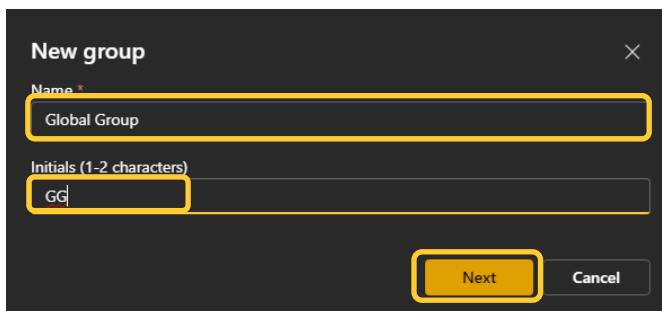 New group
Name *
Global Group
Initials (1-2 characters)
GG
Next Cancel